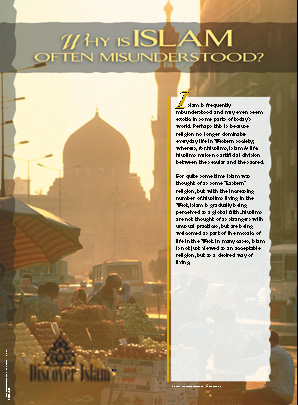 WHY IS ISLAM
OFTEN MISUNDERSTOOD?
Islam is frequently
misunderstood and may even seem
exotic in some parts of today's
world. Perhaps this is because
religion no longer dominates
everyday life in Western society,
whereas, for Muslims, Islam is life.
Muslims make no artificial division
between the secular and the sacred.
For quite some time Islam was
thought of as some "Eastern"
religion, but with the increasing
number of Muslims living in the
West, Islam is gradually being
perceived as a global faith. Muslims
are not thought of as strangers with
unusual practices, but are being
welcomed as part of the mosaic of
life in the West. In many cases, Islam
is not just viewed as an acceptable
religion, but as a desired way of
living.
Discover Islam